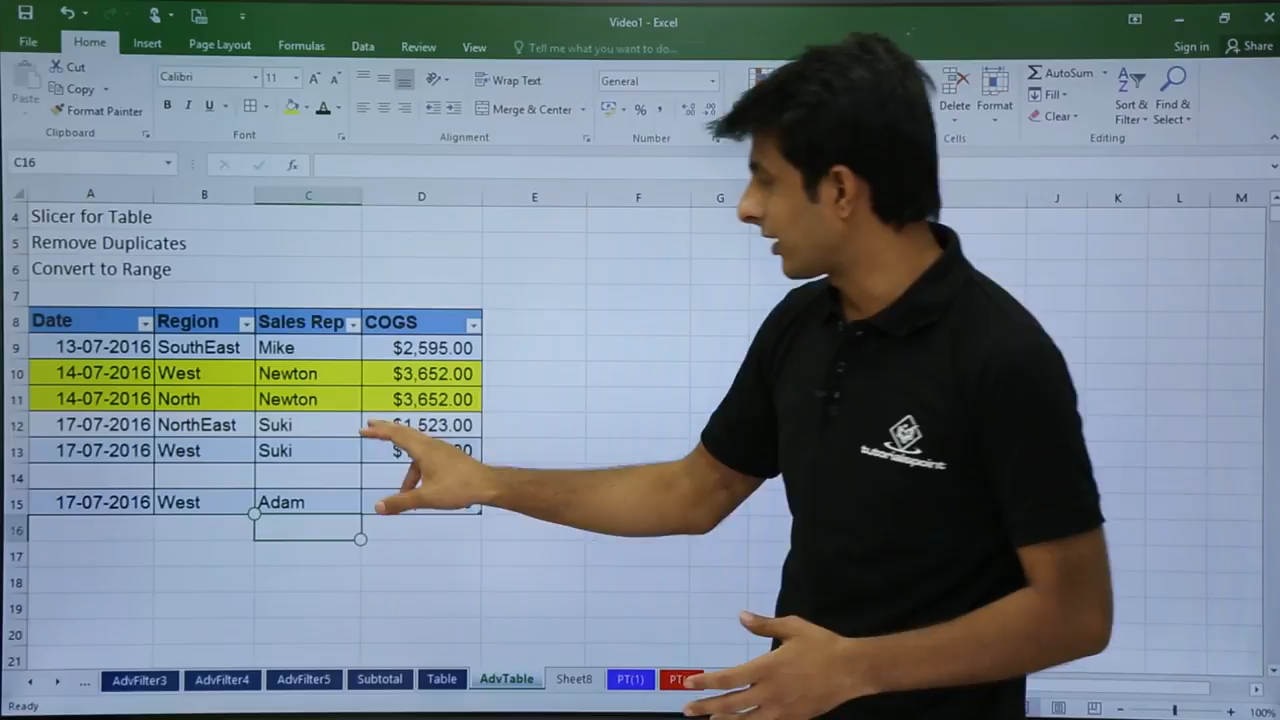 Video1 - Excel
File Home Insert Page Layout Formulas Data Review View Tell me what you want to do... Sign in Share
Cut
Copy
Format Painter
Paste
Clipboard
Calibri 11
B I U
Font
Wrap Text
Merge & Center
Alignment
General
%
Number
Delete Format
Cells
AutoSum
Fill
Clear
Sort & Filter
Find & Select
Editing
C16 fx
A B C D E F G J K L M
4 Slicer for Table
5 Remove Duplicates
6 Convert to Range
7
8 Date Region Sales Rep COGS
9 13-07-2016 SouthEast Mike $2,595.00
10 14-07-2016 West Newton $3,652.00
11 14-07-2016 North Newton $3,652.00
12 17-07-2016 NorthEast Suki $1,523.00
13 17-07-2016 West Suki
14
15 17-07-2016 West Adam
16
17
18
19
20
21
... AdvFilter3 AdvFilter4 AdvFilter5 Subtotal Table AdvTable Sheet8 PT(1)
Ready 100%
tutorialspoint